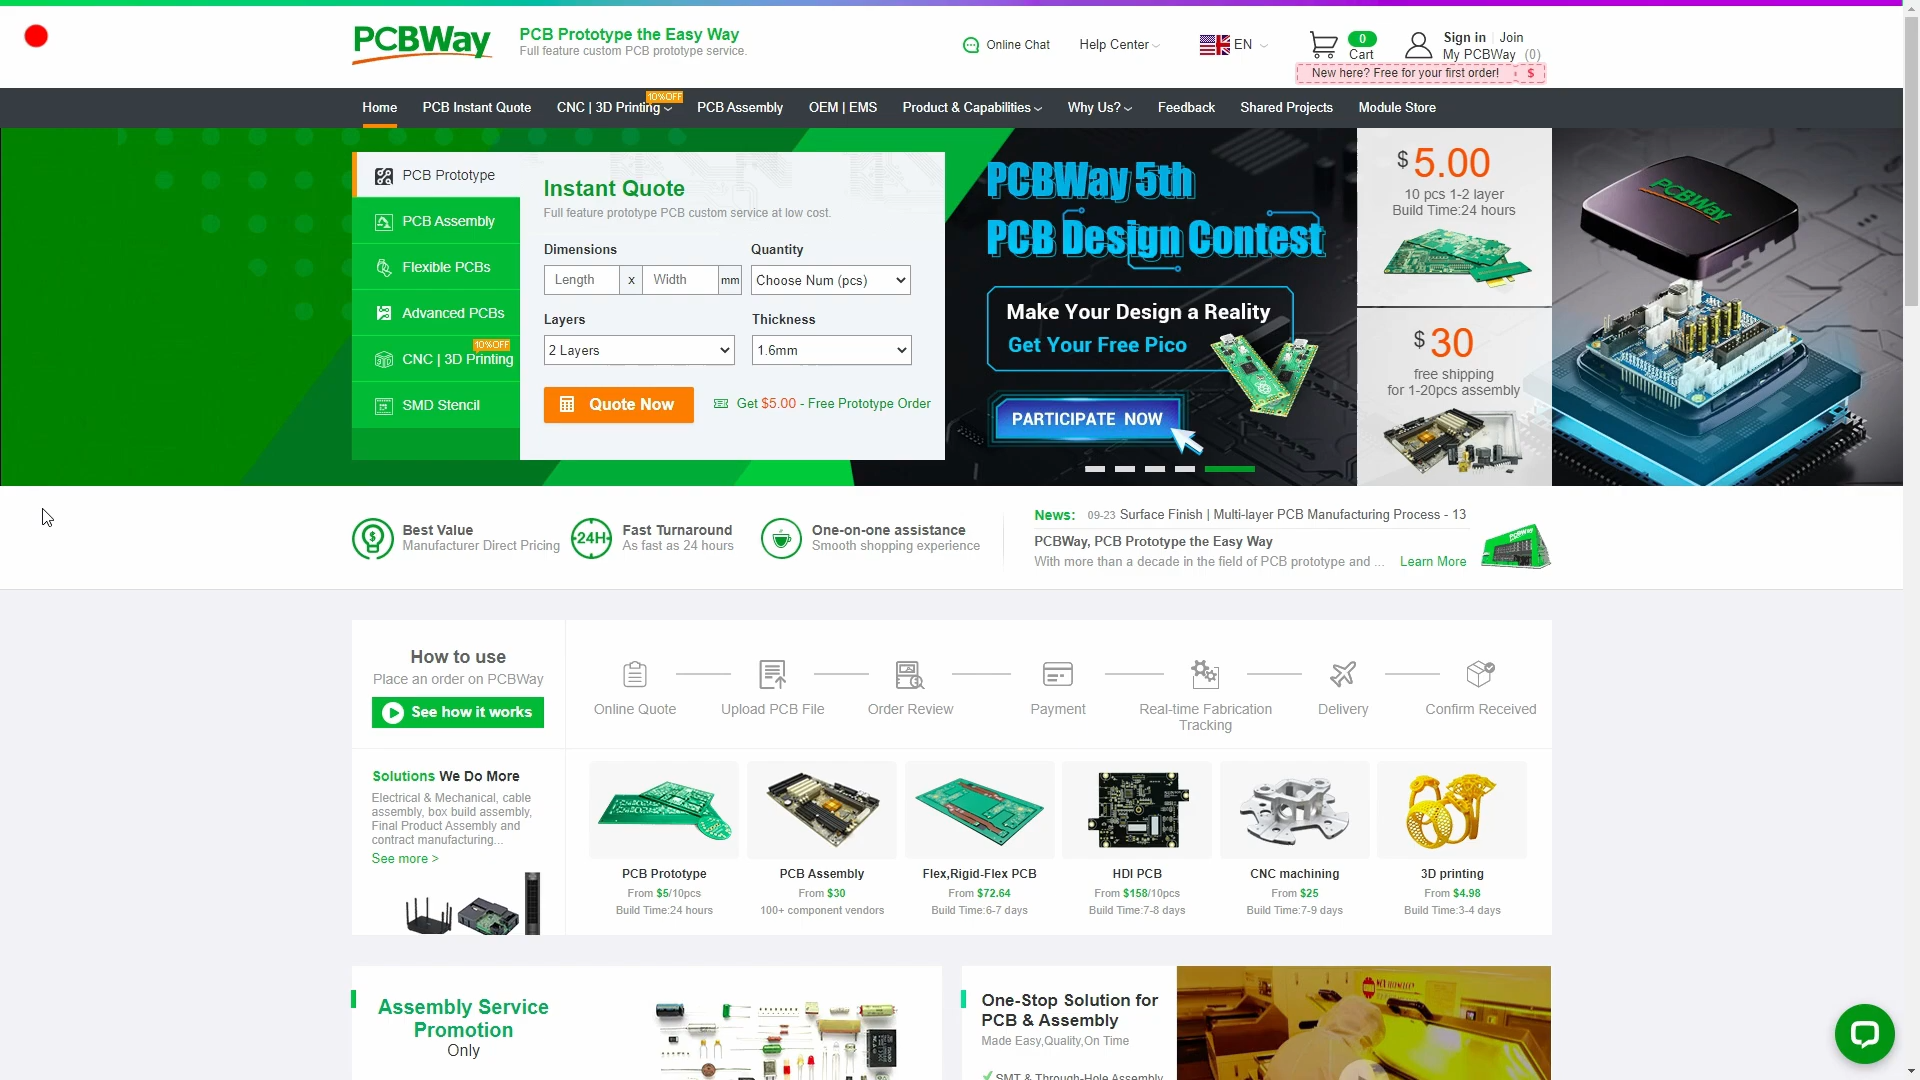 PCBWay
PCB Prototype the Easy Way
Full feature custom PCB prototype service.
Online Chat
Help Center
EN
0
Cart
Sign in
Join
My PCBWay (0)
New here? Free for your first order! $
Home
PCB Instant Quote
CNC | 3D Printing
10%OFF
PCB Assembly
OEM | EMS
Product & Capabilities
Why Us?
Feedback
Shared Projects
Module Store
PCB Prototype
PCB Assembly
Flexible PCBs
Advanced PCBs
10%OFF
CNC | 3D Printing
SMD Stencil
Instant Quote
Full feature prototype PCB custom service at low cost.
Dimensions
Quantity
Length x Width mm
Choose Num (pcs)
Layers
Thickness
2 Layers
1.6mm
Quote Now
Get $5.00 - Free Prototype Order
PCBWay 5th
PCB Design Contest
Make Your Design a Reality
Get Your Free Pico
PARTICIPATE NOW
$ 5.00
10 pcs 1-2 layer
Build Time:24 hours
$ 30
free shipping
for 1-20pcs assembly
PCBWay
Best Value
Manufacturer Direct Pricing
24H
Fast Turnaround
As fast as 24 hours
One-on-one assistance
Smooth shopping experience
News: 09-23 Surface Finish | Multi-layer PCB Manufacturing Process - 13
PCBWay, PCB Prototype the Easy Way
With more than a decade in the field of PCB prototype and ... Learn More
How to use
Place an order on PCBWay
See how it works
Online Quote
Upload PCB File
Order Review
Payment
Real-time Fabrication
Tracking
Delivery
Confirm Received
Solutions We Do More
Electrical & Mechanical, cable
assembly, box build assembly,
Final Product Assembly and
contract manufacturing...
See more >
PCB Prototype
From $5/10pcs
Build Time:24 hours
PCB Assembly
From $30
100+ component vendors
Flex,Rigid-Flex PCB
From $72.64
Build Time:6-7 days
HDI PCB
From $158/10pcs
Build Time:7-8 days
CNC machining
From $25
Build Time:7-9 days
3D printing
From $4.98
Build Time:3-4 days
Assembly Service
Promotion
Only
One-Stop Solution for
PCB & Assembly
Made Easy,Quality,On Time
SMT & Through-Hole Assembly